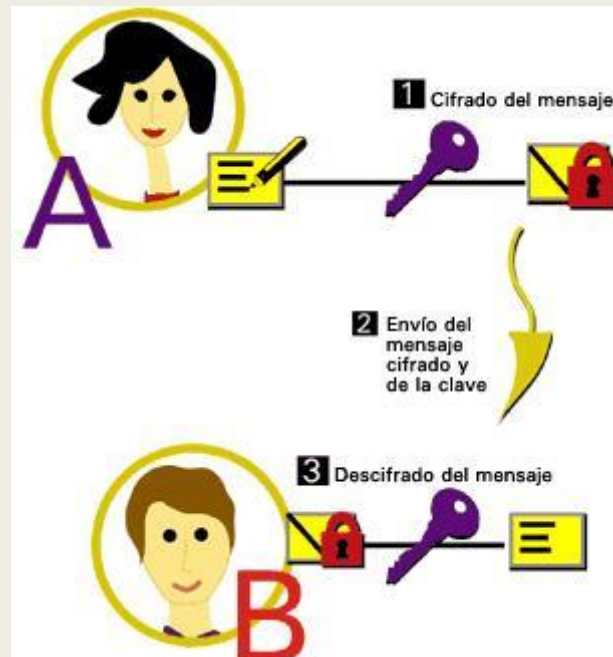 1 Cifrado del mensaje
A
2 Envío del
mensaje
cifrado y
de la clave
3 Descifrado del mensaje
B